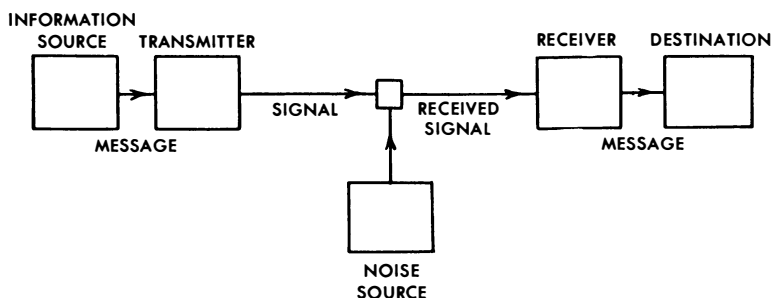 INFORMATION
SOURCE
TRANSMITTER
RECEIVER
DESTINATION
SIGNAL
RECEIVED
SIGNAL
MESSAGE
MESSAGE
NOISE
SOURCE